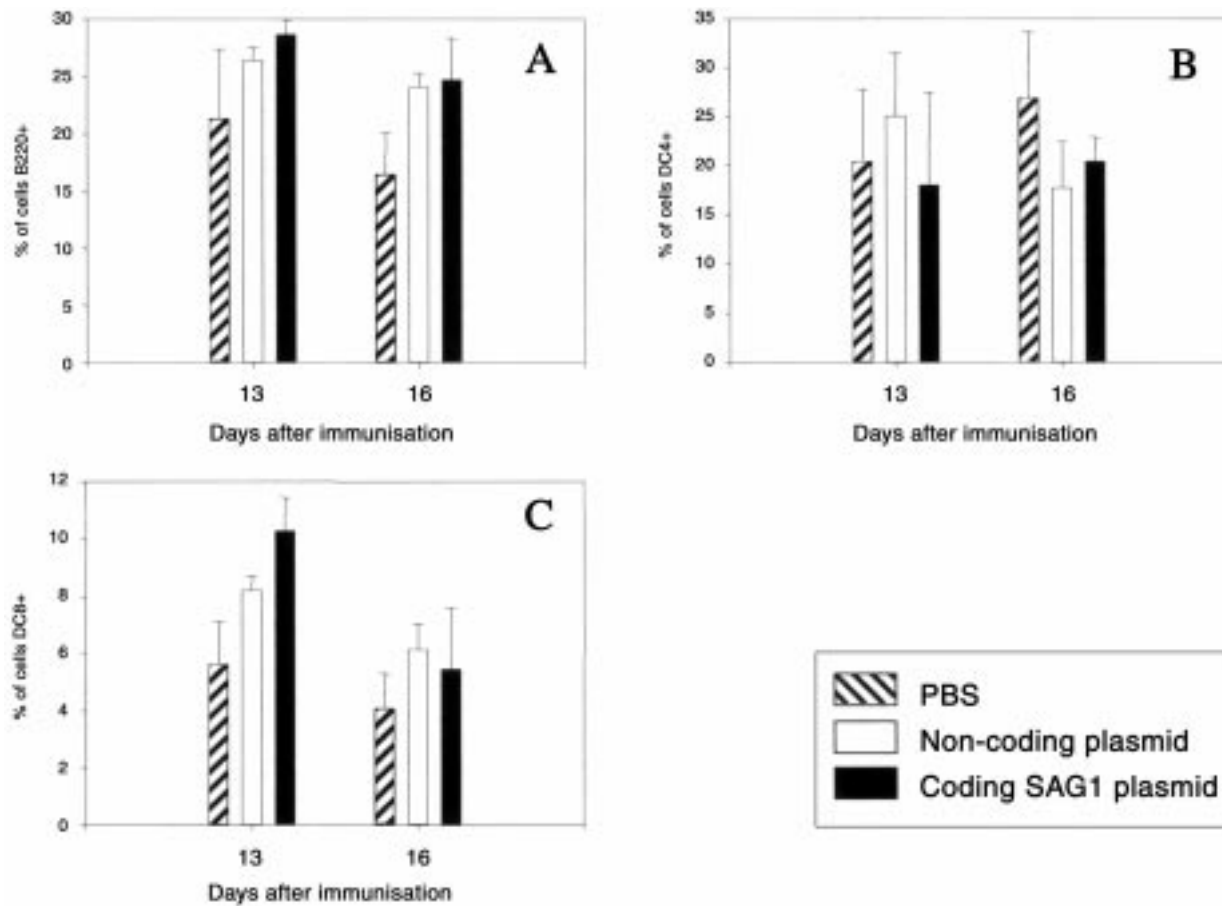 A
30
25
20
15
10
5
0
% of cells B220+
13 16
Days after immunisation
B
35
30
25
20
15
10
5
0
% of cells DC4+
13 16
Days after immunisation
C
12
10
8
6
4
2
0
% of cells DC8+
13 16
Days after immunisation
PBS
Non-coding plasmid
Coding SAG1 plasmid